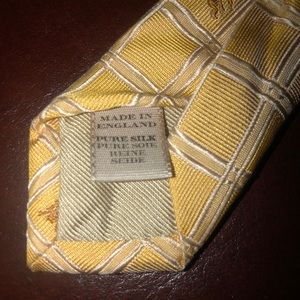 MADE IN
ENGLAND
PURE SILK
PURE SOIE
REINE
SEIDE